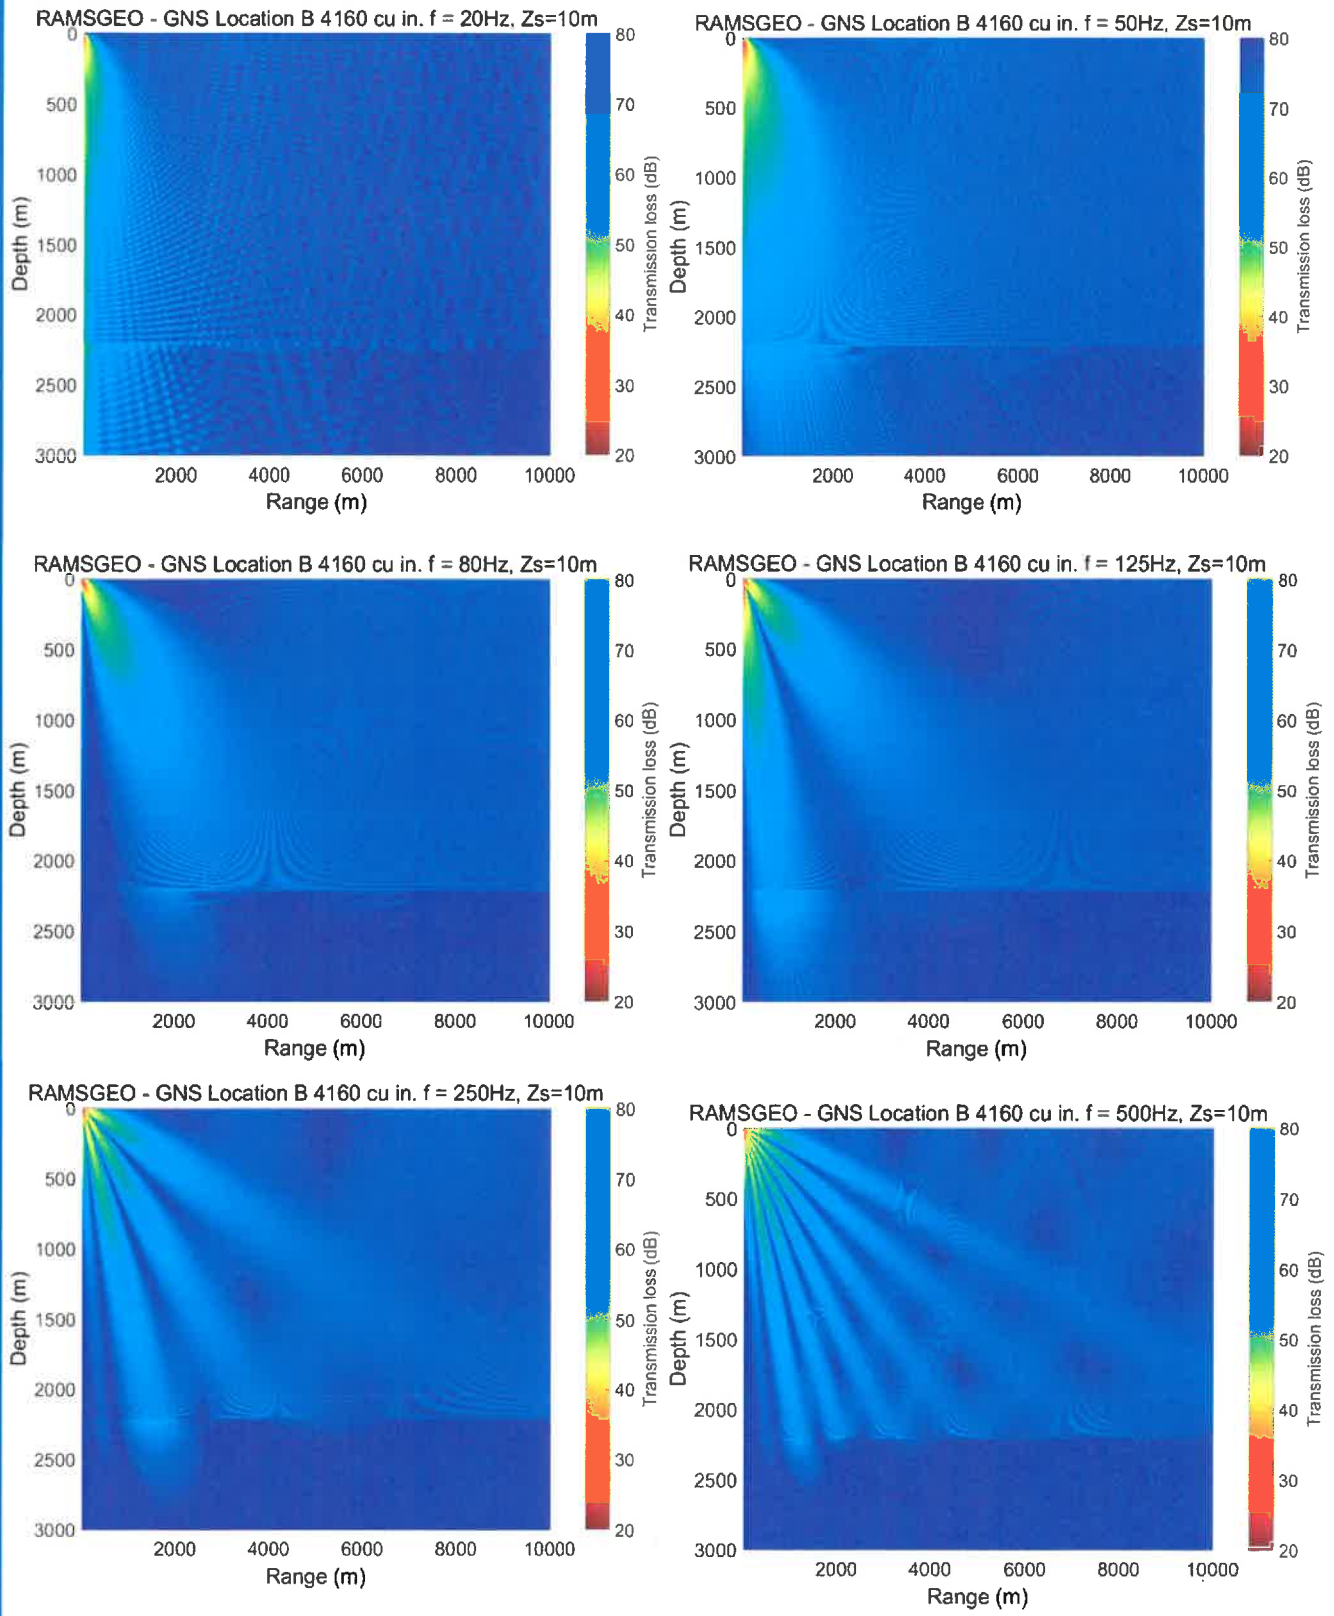 RAMSGEO - GNS Location B 4160 cu in. f = 20Hz, Zs=10m
0
500
1000
1500
2000
2500
3000
Depth (m)
2000 4000 6000 8000 10000
Range (m)
80
70
60
50
40
30
20
Transmission loss (dB)
RAMSGEO - GNS Location B 4160 cu in. f = 50Hz, Zs=10m
0
500
1000
1500
2000
2500
3000
Depth (m)
2000 4000 6000 8000 10000
Range (m)
80
70
60
50
40
30
20
Transmission loss (dB)
RAMSGEO - GNS Location B 4160 cu in. f = 80Hz, Zs=10m
0
500
1000
1500
2000
2500
3000
Depth (m)
2000 4000 6000 8000 10000
Range (m)
80
70
60
50
40
30
20
Transmission loss (dB)
RAMSGEO - GNS Location B 4160 cu in. f = 125Hz, Zs=10m
0
500
1000
1500
2000
2500
3000
Depth (m)
2000 4000 6000 8000 10000
Range (m)
80
70
60
50
40
30
20
Transmission loss (dB)
RAMSGEO - GNS Location B 4160 cu in. f = 250Hz, Zs=10m
0
500
1000
1500
2000
2500
3000
Depth (m)
2000 4000 6000 8000 10000
Range (m)
80
70
60
50
40
30
20
Transmission loss (dB)
RAMSGEO - GNS Location B 4160 cu in. f = 500Hz, Zs=10m
0
500
1000
1500
2000
2500
3000
Depth (m)
2000 4000 6000 8000 10000
Range (m)
80
70
60
50
40
30
20
Transmission loss (dB)